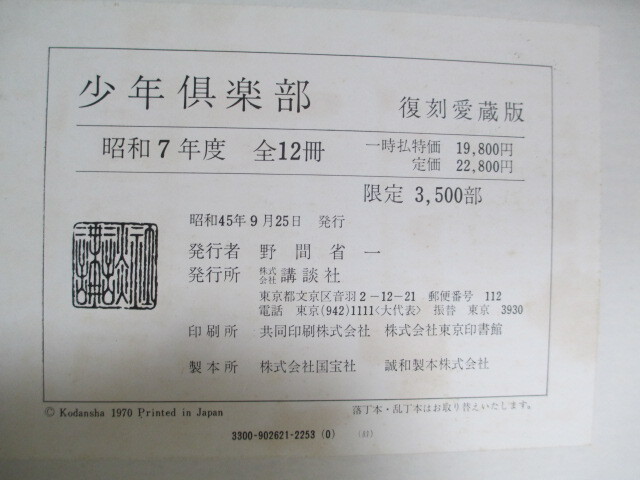 少年倶楽部 復刻愛蔵版
昭和7年度 全12冊
一時払特価 19,800円
定価 22,800円
限定 3,500部
昭和45年9月25日 発行
発行者 野間省一
発行所 株式会社 講談社
東京都文京区音羽2-12-21 郵便番号 112
電話 東京(942)1111〈大代表〉 振替 東京 3930
印刷所 共同印刷株式会社 株式会社東京印書館
製本所 株式会社国宝社 誠和製本株式会社
© Kodansha 1970 Printed in Japan
落丁本・乱丁本はお取り替えいたします。
3300-902621-2253 (0)